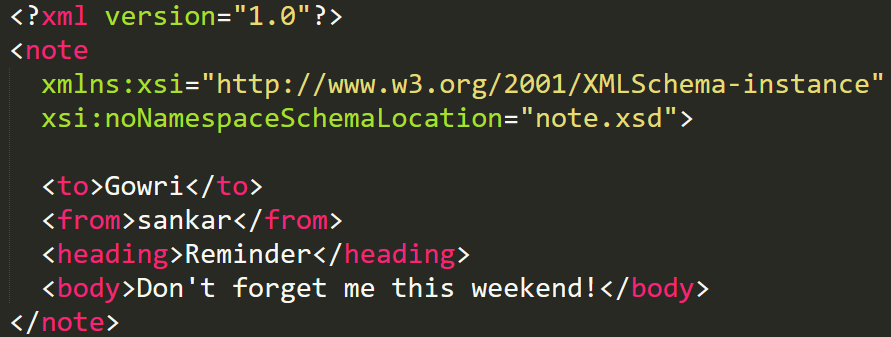 <?xml version="1.0"?>
<note
xmlns:xsi="http://www.w3.org/2001/XMLSchema-instance"
xsi:noNamespaceSchemaLocation="note.xsd">
<to>Gowri</to>
<from>sankar</from>
<heading>Reminder</heading>
<body>Don't forget me this weekend!</body>
</note>